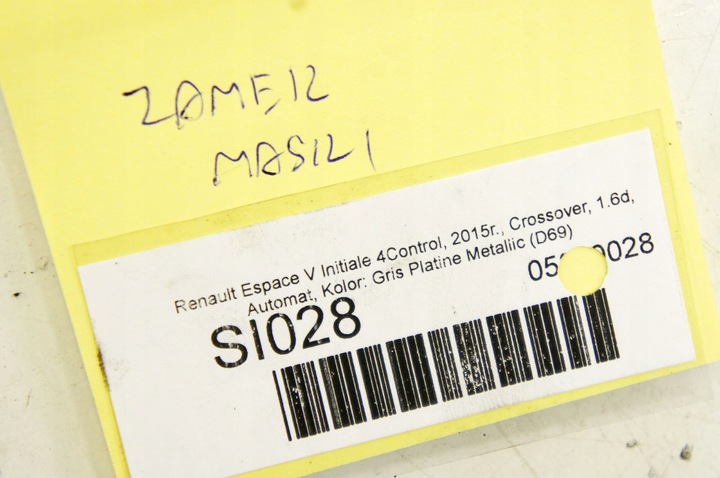 ZAMEK
MASKI
Renault Espace V Initiale 4Control, 2015r., Crossover, 1.6d,
Automat, Kolor: Gris Platine Metallic (D69)
SI028